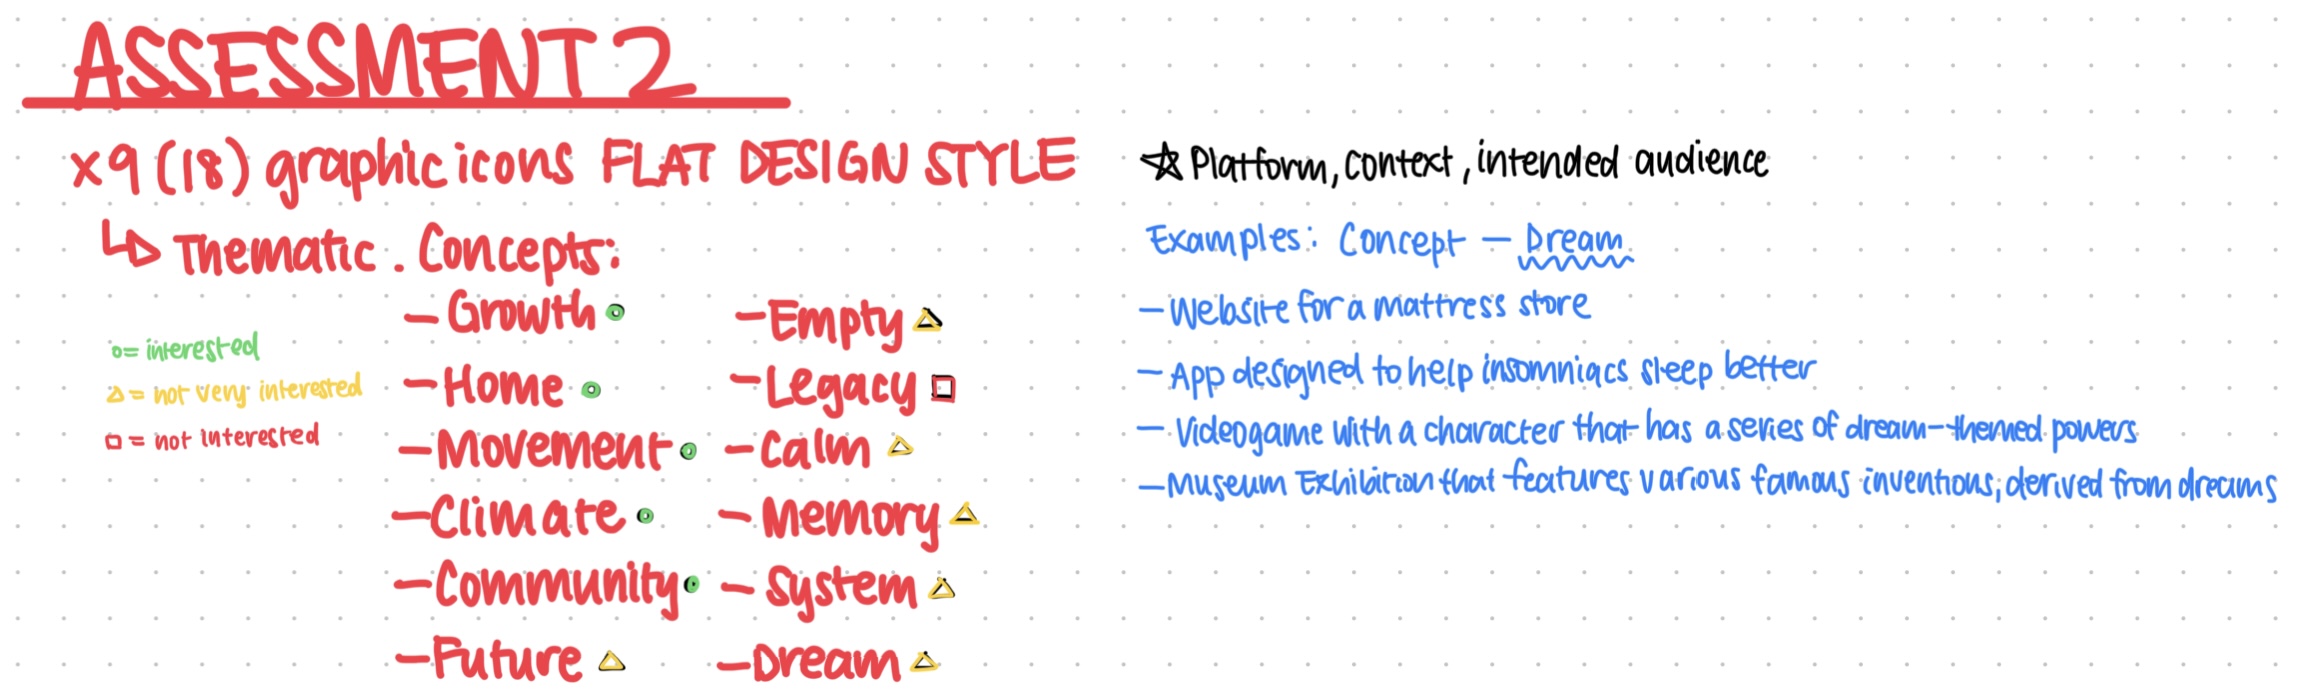 ASSESSMENT 2
x9 (18) graphic icons FLAT DESIGN STYLE
Thematic. Concepts:
- Growth
- Home
- Movement
- Climate
- Community
- Future
- Empty
- Legacy
- Calm
- Memory
- System
- Dream
o = interested
△ = not very interested
□ = not interested
☆ Platform, context, intended audience
Examples: Concept - Dream
- Website for a mattress store
- App designed to help insomniacs sleep better
- Videogame with a character that has a series of dream-themed powers
- Museum Exhibition that features various famous inventions, derived from dreams